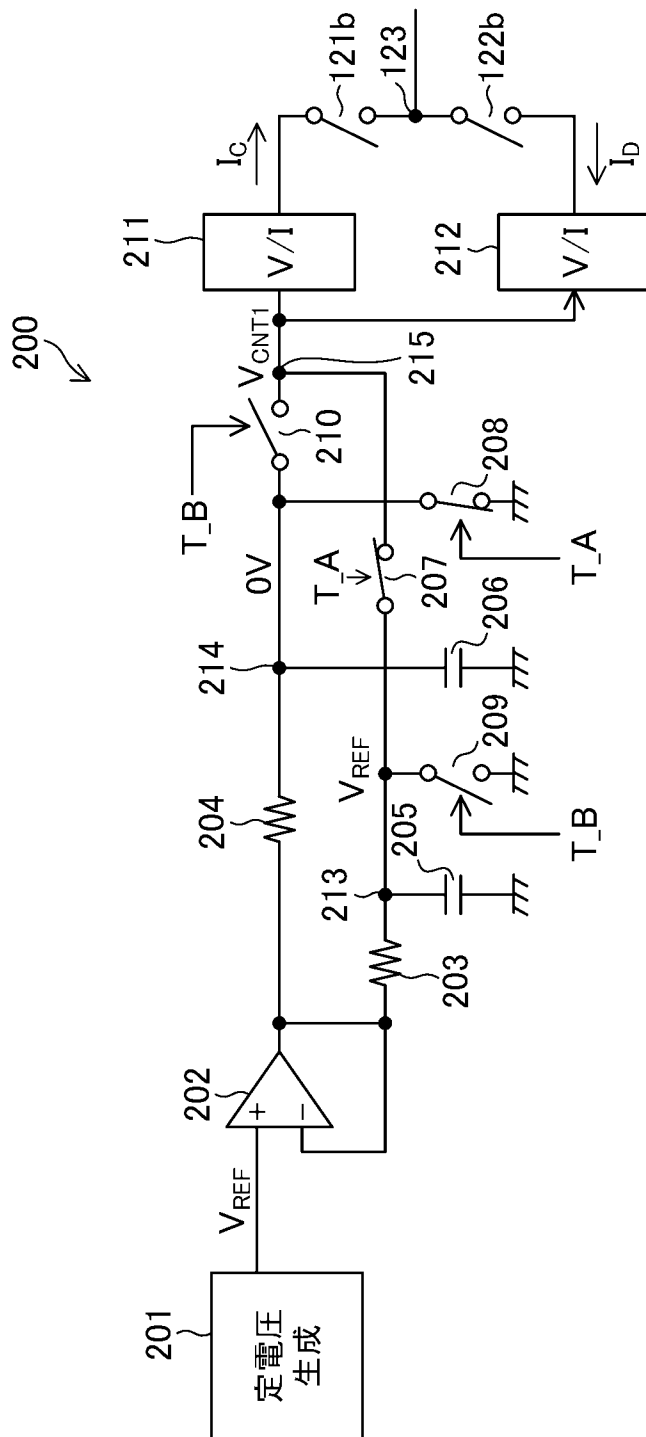 200
201
定電圧
生成
V_REF
202
+
−
204
214
0V
T_B
210
V_CNT1
215
211
V/I
I_C
121b
123
122b
I_D
212
V/I
203
213
205
V_REF
209
T_B
206
T_A
207
208
T_A